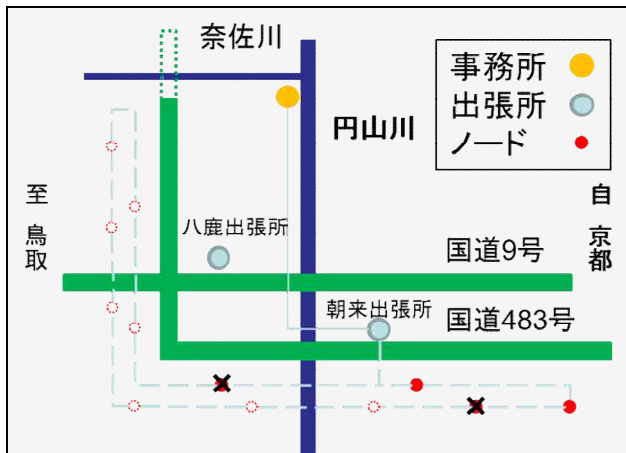 奈佐川
事務所
出張所
ノード
円山川
至 鳥取
自 京都
八鹿出張所
国道9号
朝来出張所
国道483号